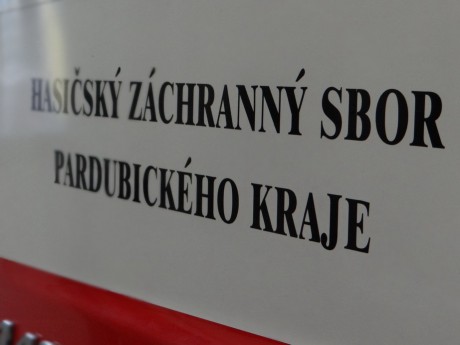 HASIČSKÝ ZÁCHRANNÝ SBOR
PARDUBICKÉHO KRAJE